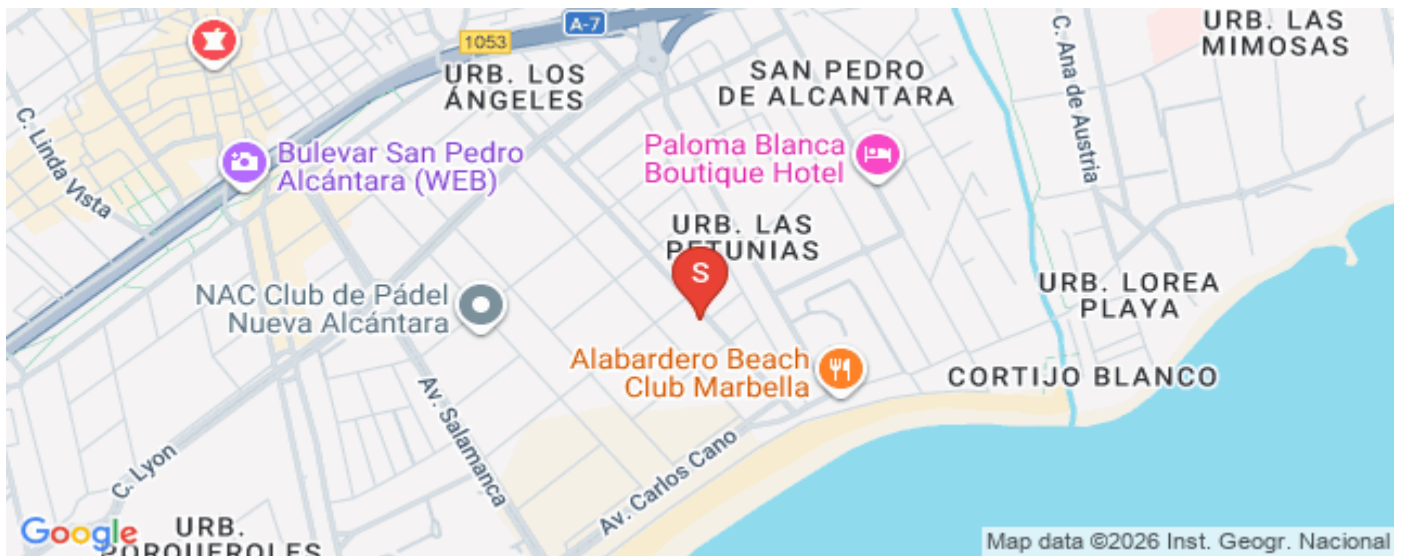 A-7
1053
URB. LOS
ÁNGELES
SAN PEDRO
DE ALCANTARA
C. Ana de Austria
URB. LAS
MIMOSAS
C. Linda Vista
Bulevar San Pedro
Alcántara (WEB)
Paloma Blanca
Boutique Hotel
URB. LAS
PETUNIAS
S
NAC Club de Pádel
Nueva Alcántara
URB. LOREA
PLAYA
Alabardero Beach
Club Marbella
CORTIJO BLANCO
Av. Salamanca
C. Lyon
Av. Carlos Cano
Google
URB.
PORQUEROLES
Map data ©2026 Inst. Geogr. Nacional